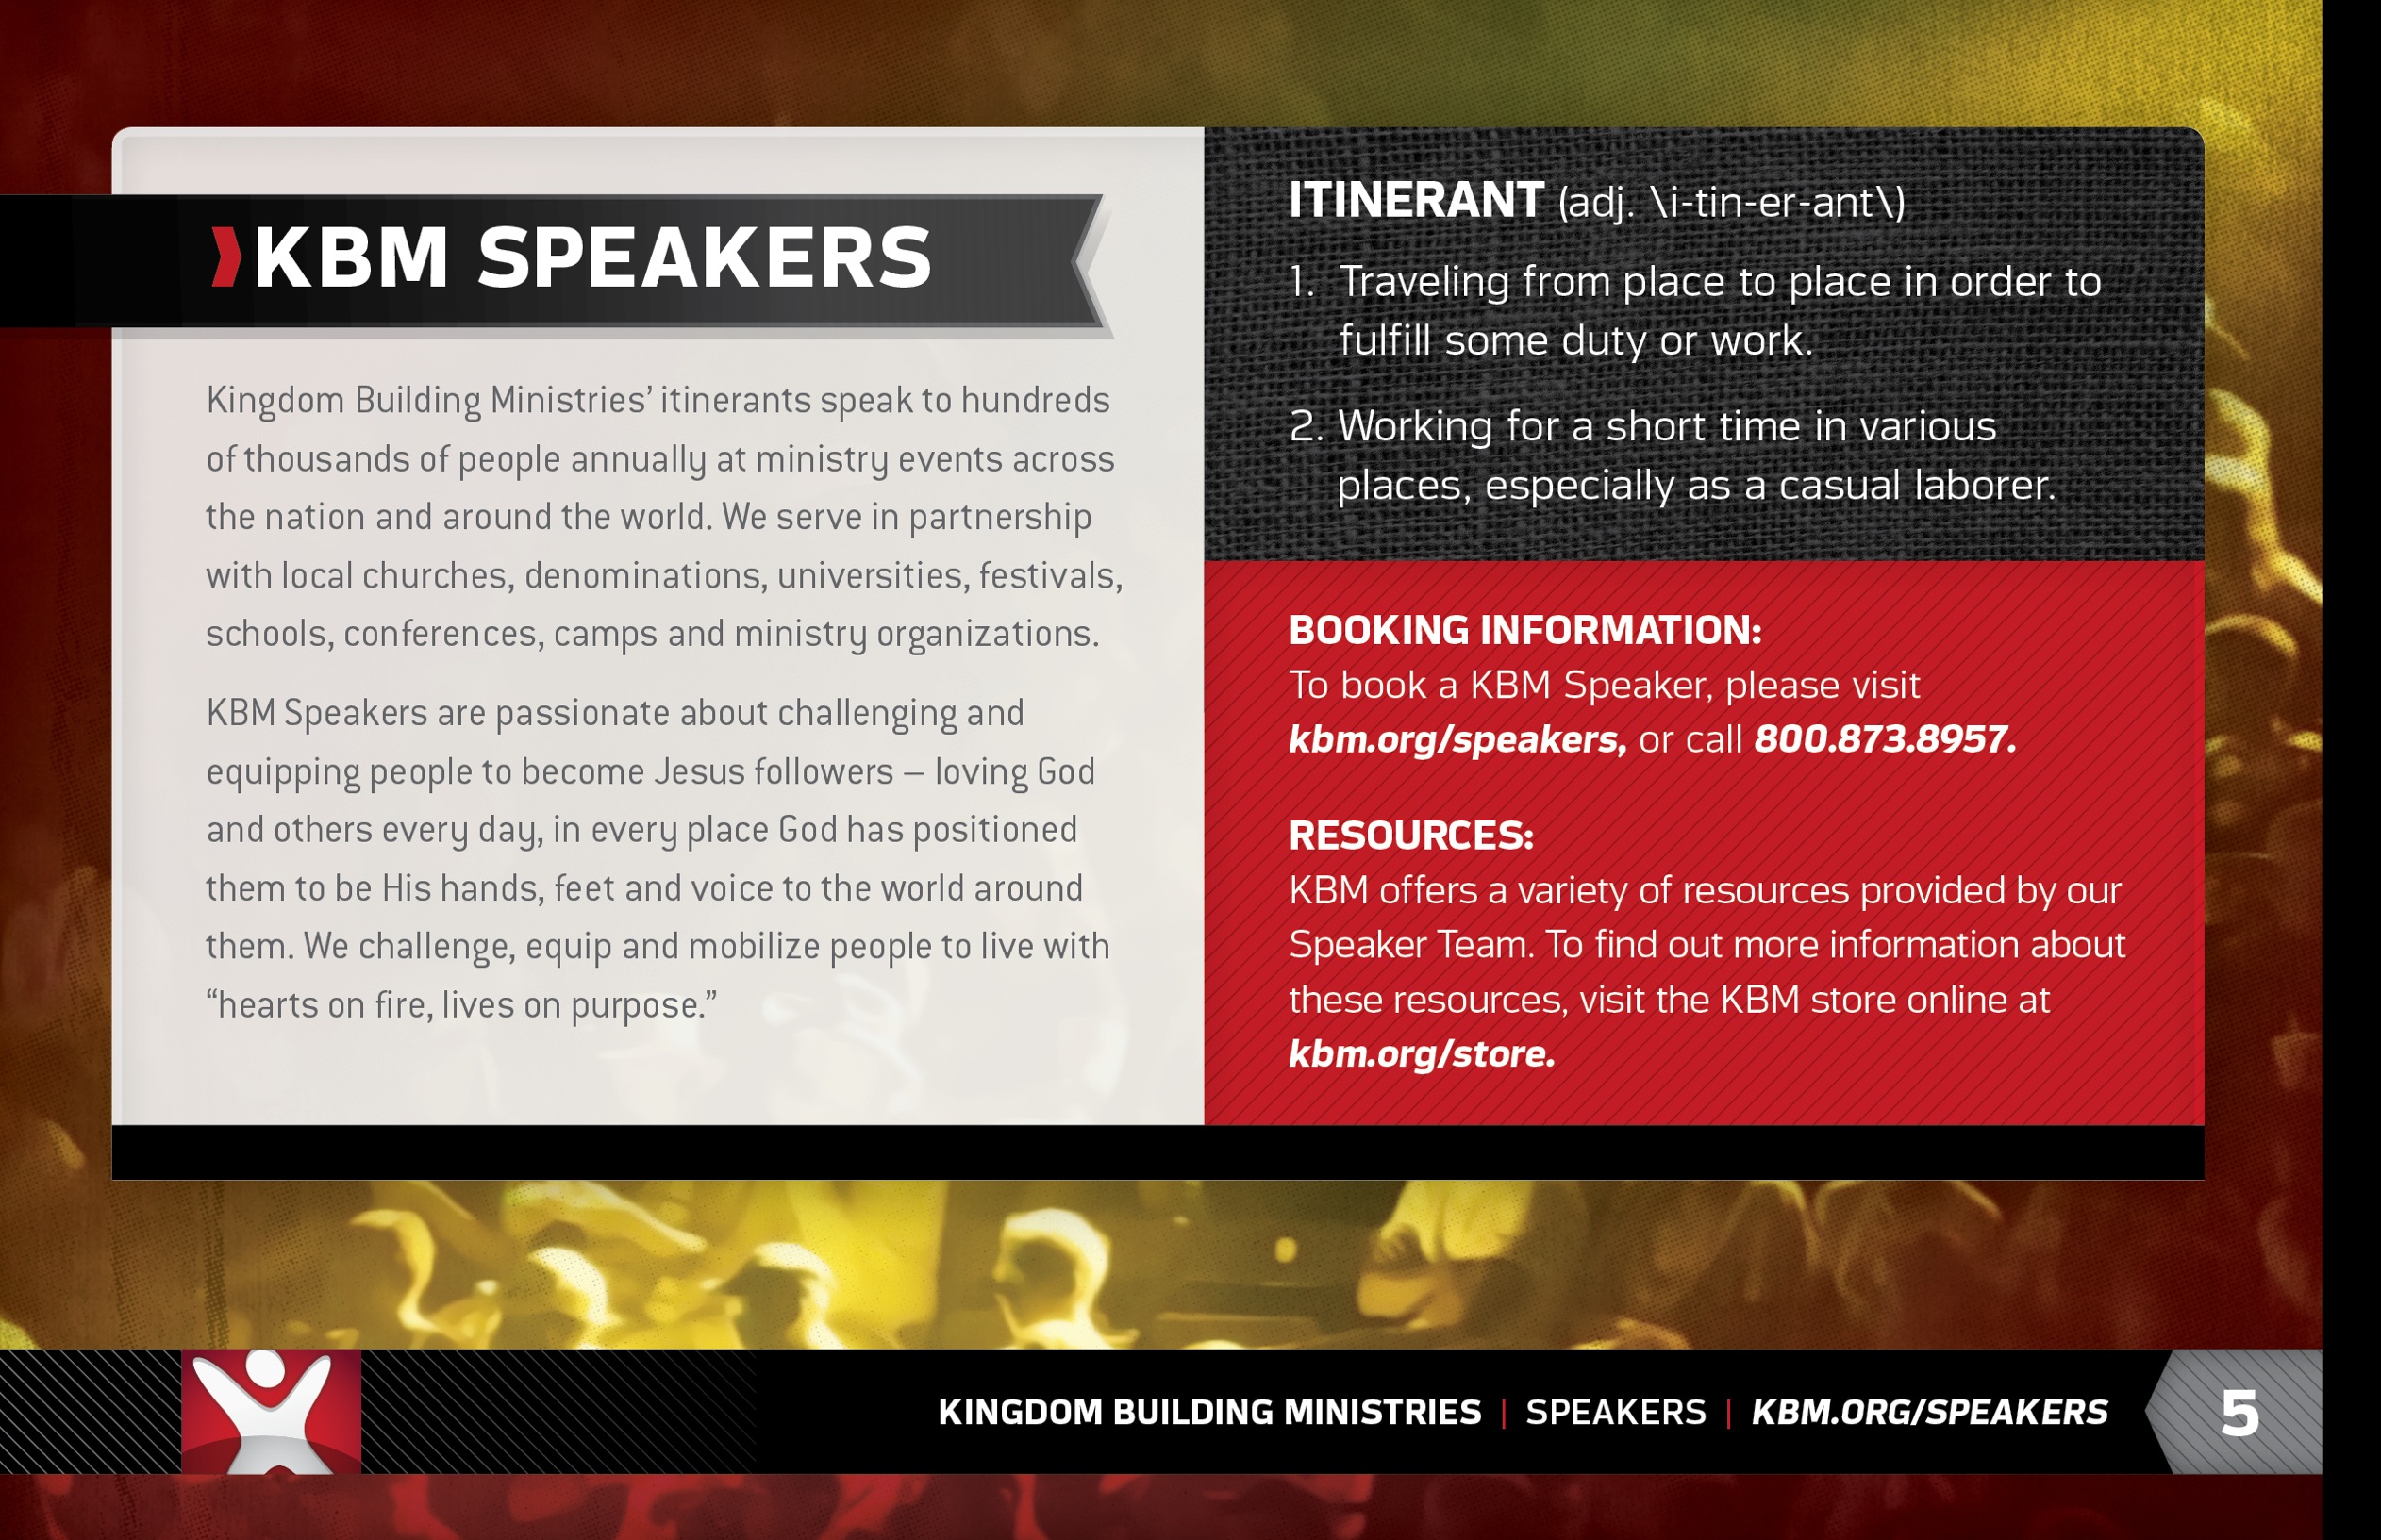 KBM SPEAKERS
Kingdom Building Ministries’ itinerants speak to hundreds
of thousands of people annually at ministry events across
the nation and around the world. We serve in partnership
with local churches, denominations, universities, festivals,
schools, conferences, camps and ministry organizations.
KBM Speakers are passionate about challenging and
equipping people to become Jesus followers – loving God
and others every day, in every place God has positioned
them to be His hands, feet and voice to the world around
them. We challenge, equip and mobilize people to live with
“hearts on fire, lives on purpose.”
ITINERANT (adj. \i-tin-er-ant\)
1. Traveling from place to place in order to
fulfill some duty or work.
2. Working for a short time in various
places, especially as a casual laborer.
BOOKING INFORMATION:
To book a KBM Speaker, please visit
kbm.org/speakers, or call 800.873.8957.
RESOURCES:
KBM offers a variety of resources provided by our
Speaker Team. To find out more information about
these resources, visit the KBM store online at
kbm.org/store.
KINGDOM BUILDING MINISTRIES | SPEAKERS | KBM.ORG/SPEAKERS
5